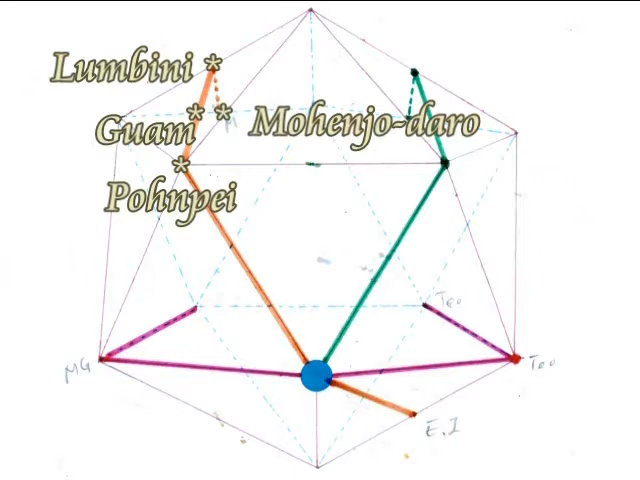 Lumbini *
Guam * * Mohenjo-daro
*
Pohnpei
Teo
MG
Teo
E.I